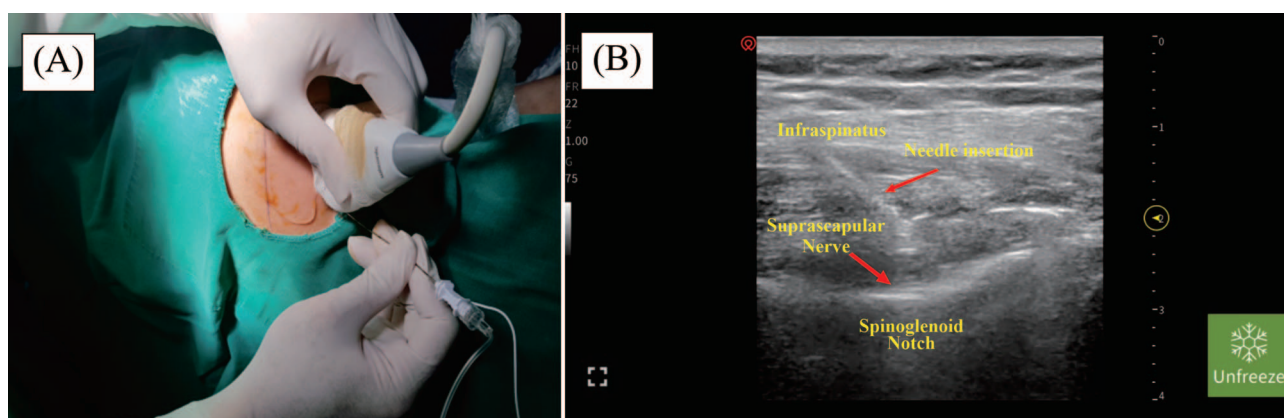 (A)
FH
10
FR
22
Z
1.00
G
75
(B)
0
1
2
3
4
Infraspinatus
Needle insertion
Suprascapular
Nerve
Spinoglenoid
Notch
Unfreeze